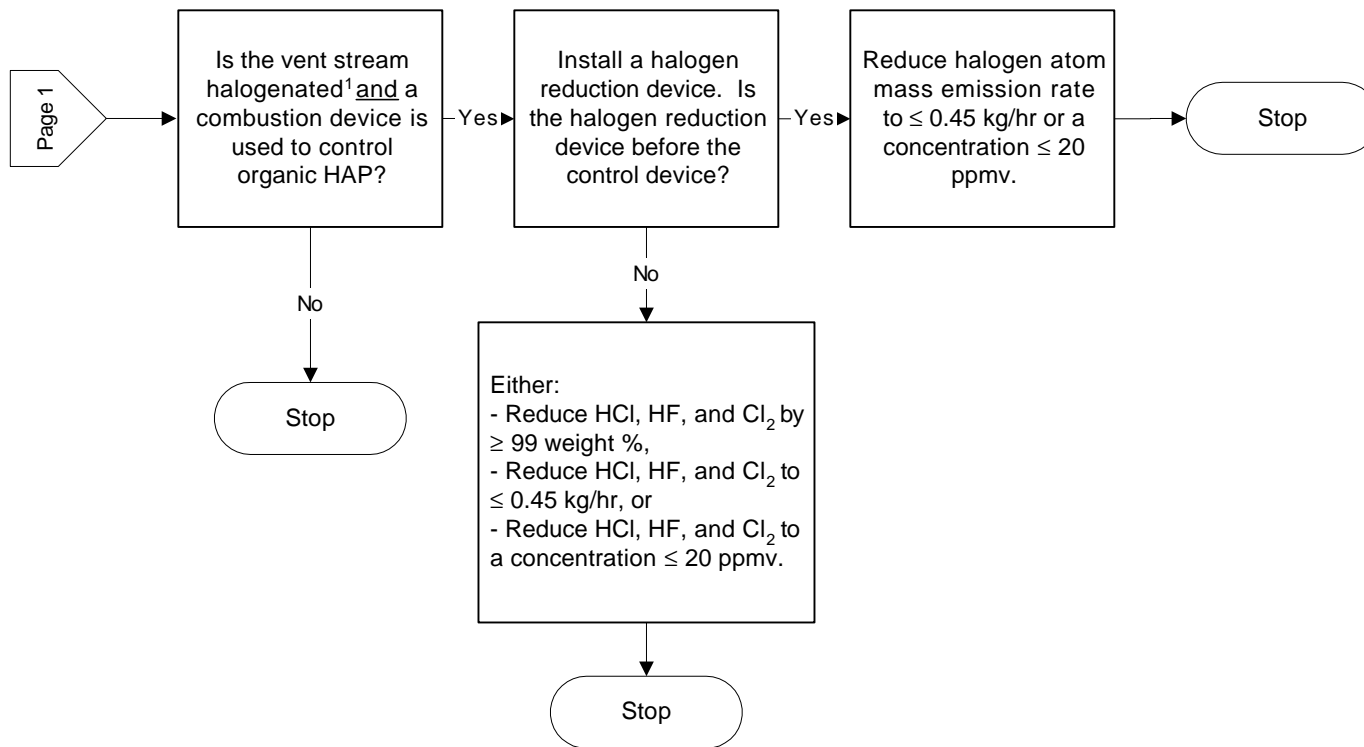 Page 1
Is the vent stream
halogenated¹ and a
combustion device is
used to control
organic HAP?
Yes
Install a halogen
reduction device.  Is
the halogen reduction
device before the
control device?
Yes
Reduce halogen atom
mass emission rate
to ≤ 0.45 kg/hr or a
concentration ≤ 20
ppmv.
Stop
No
No
Stop
Either:
- Reduce HCl, HF, and Cl₂ by
≥ 99 weight %,
- Reduce HCl, HF, and Cl₂ to
≤ 0.45 kg/hr, or
- Reduce HCl, HF, and Cl₂ to
a concentration ≤ 20 ppmv.
Stop